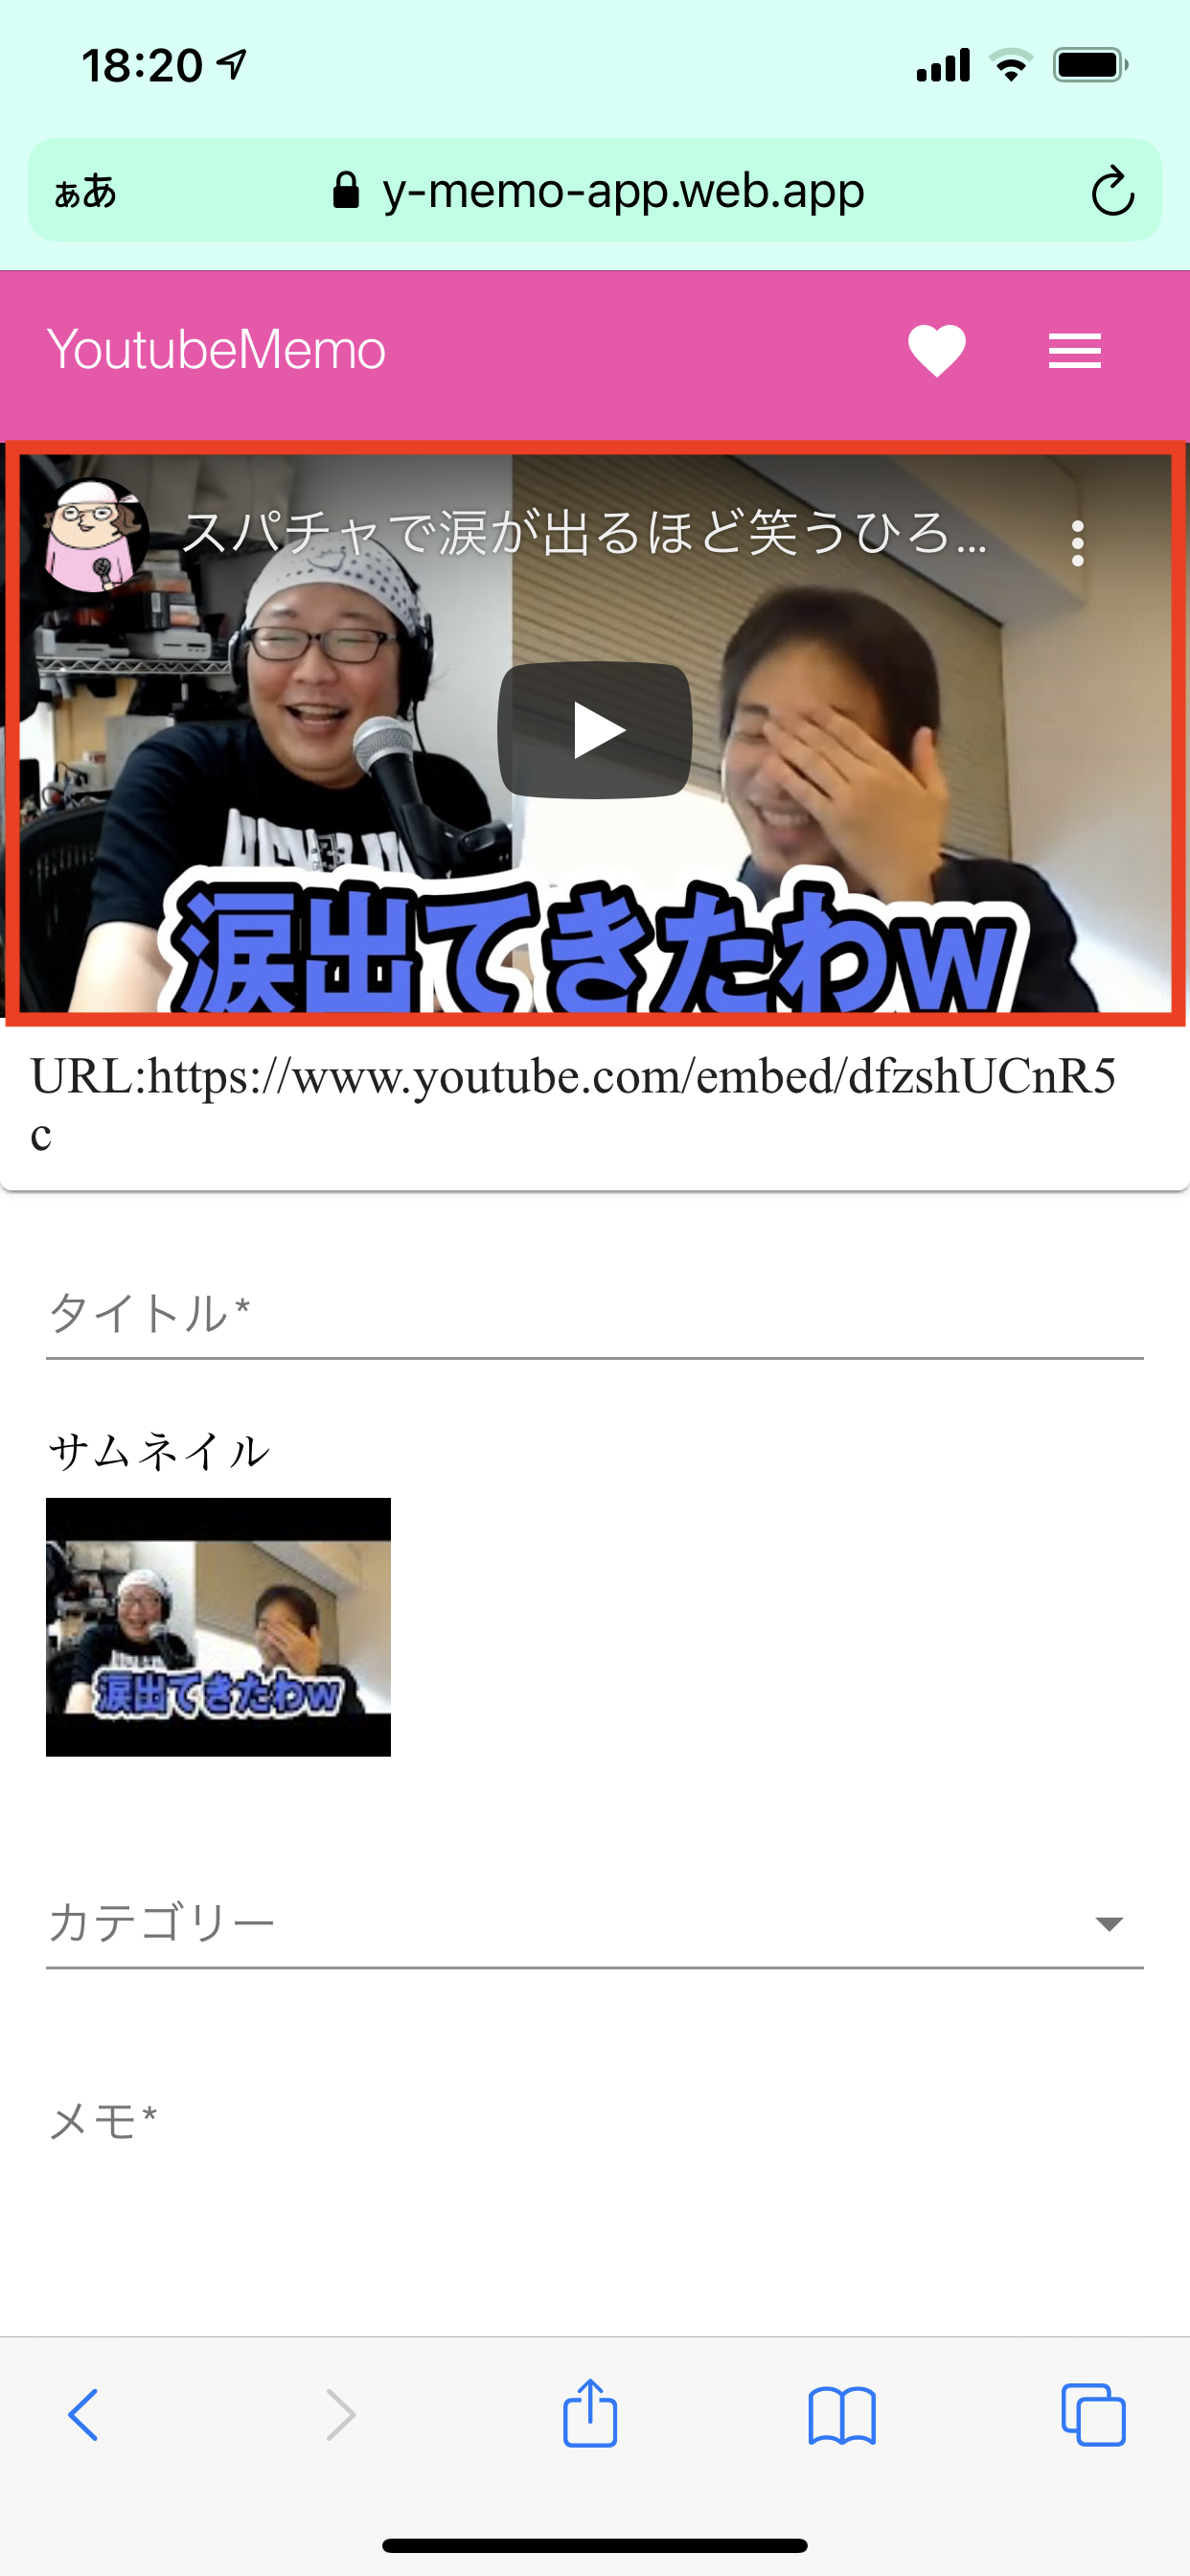 18:20
ぁあ y-memo-app.web.app
YoutubeMemo
スパチャで涙が出るほど笑うひろ...
涙出てきたわw
URL:https://www.youtube.com/embed/dfzshUCnR5
c
タイトル*
サムネイル
涙出てきたわw
カテゴリー
メモ*